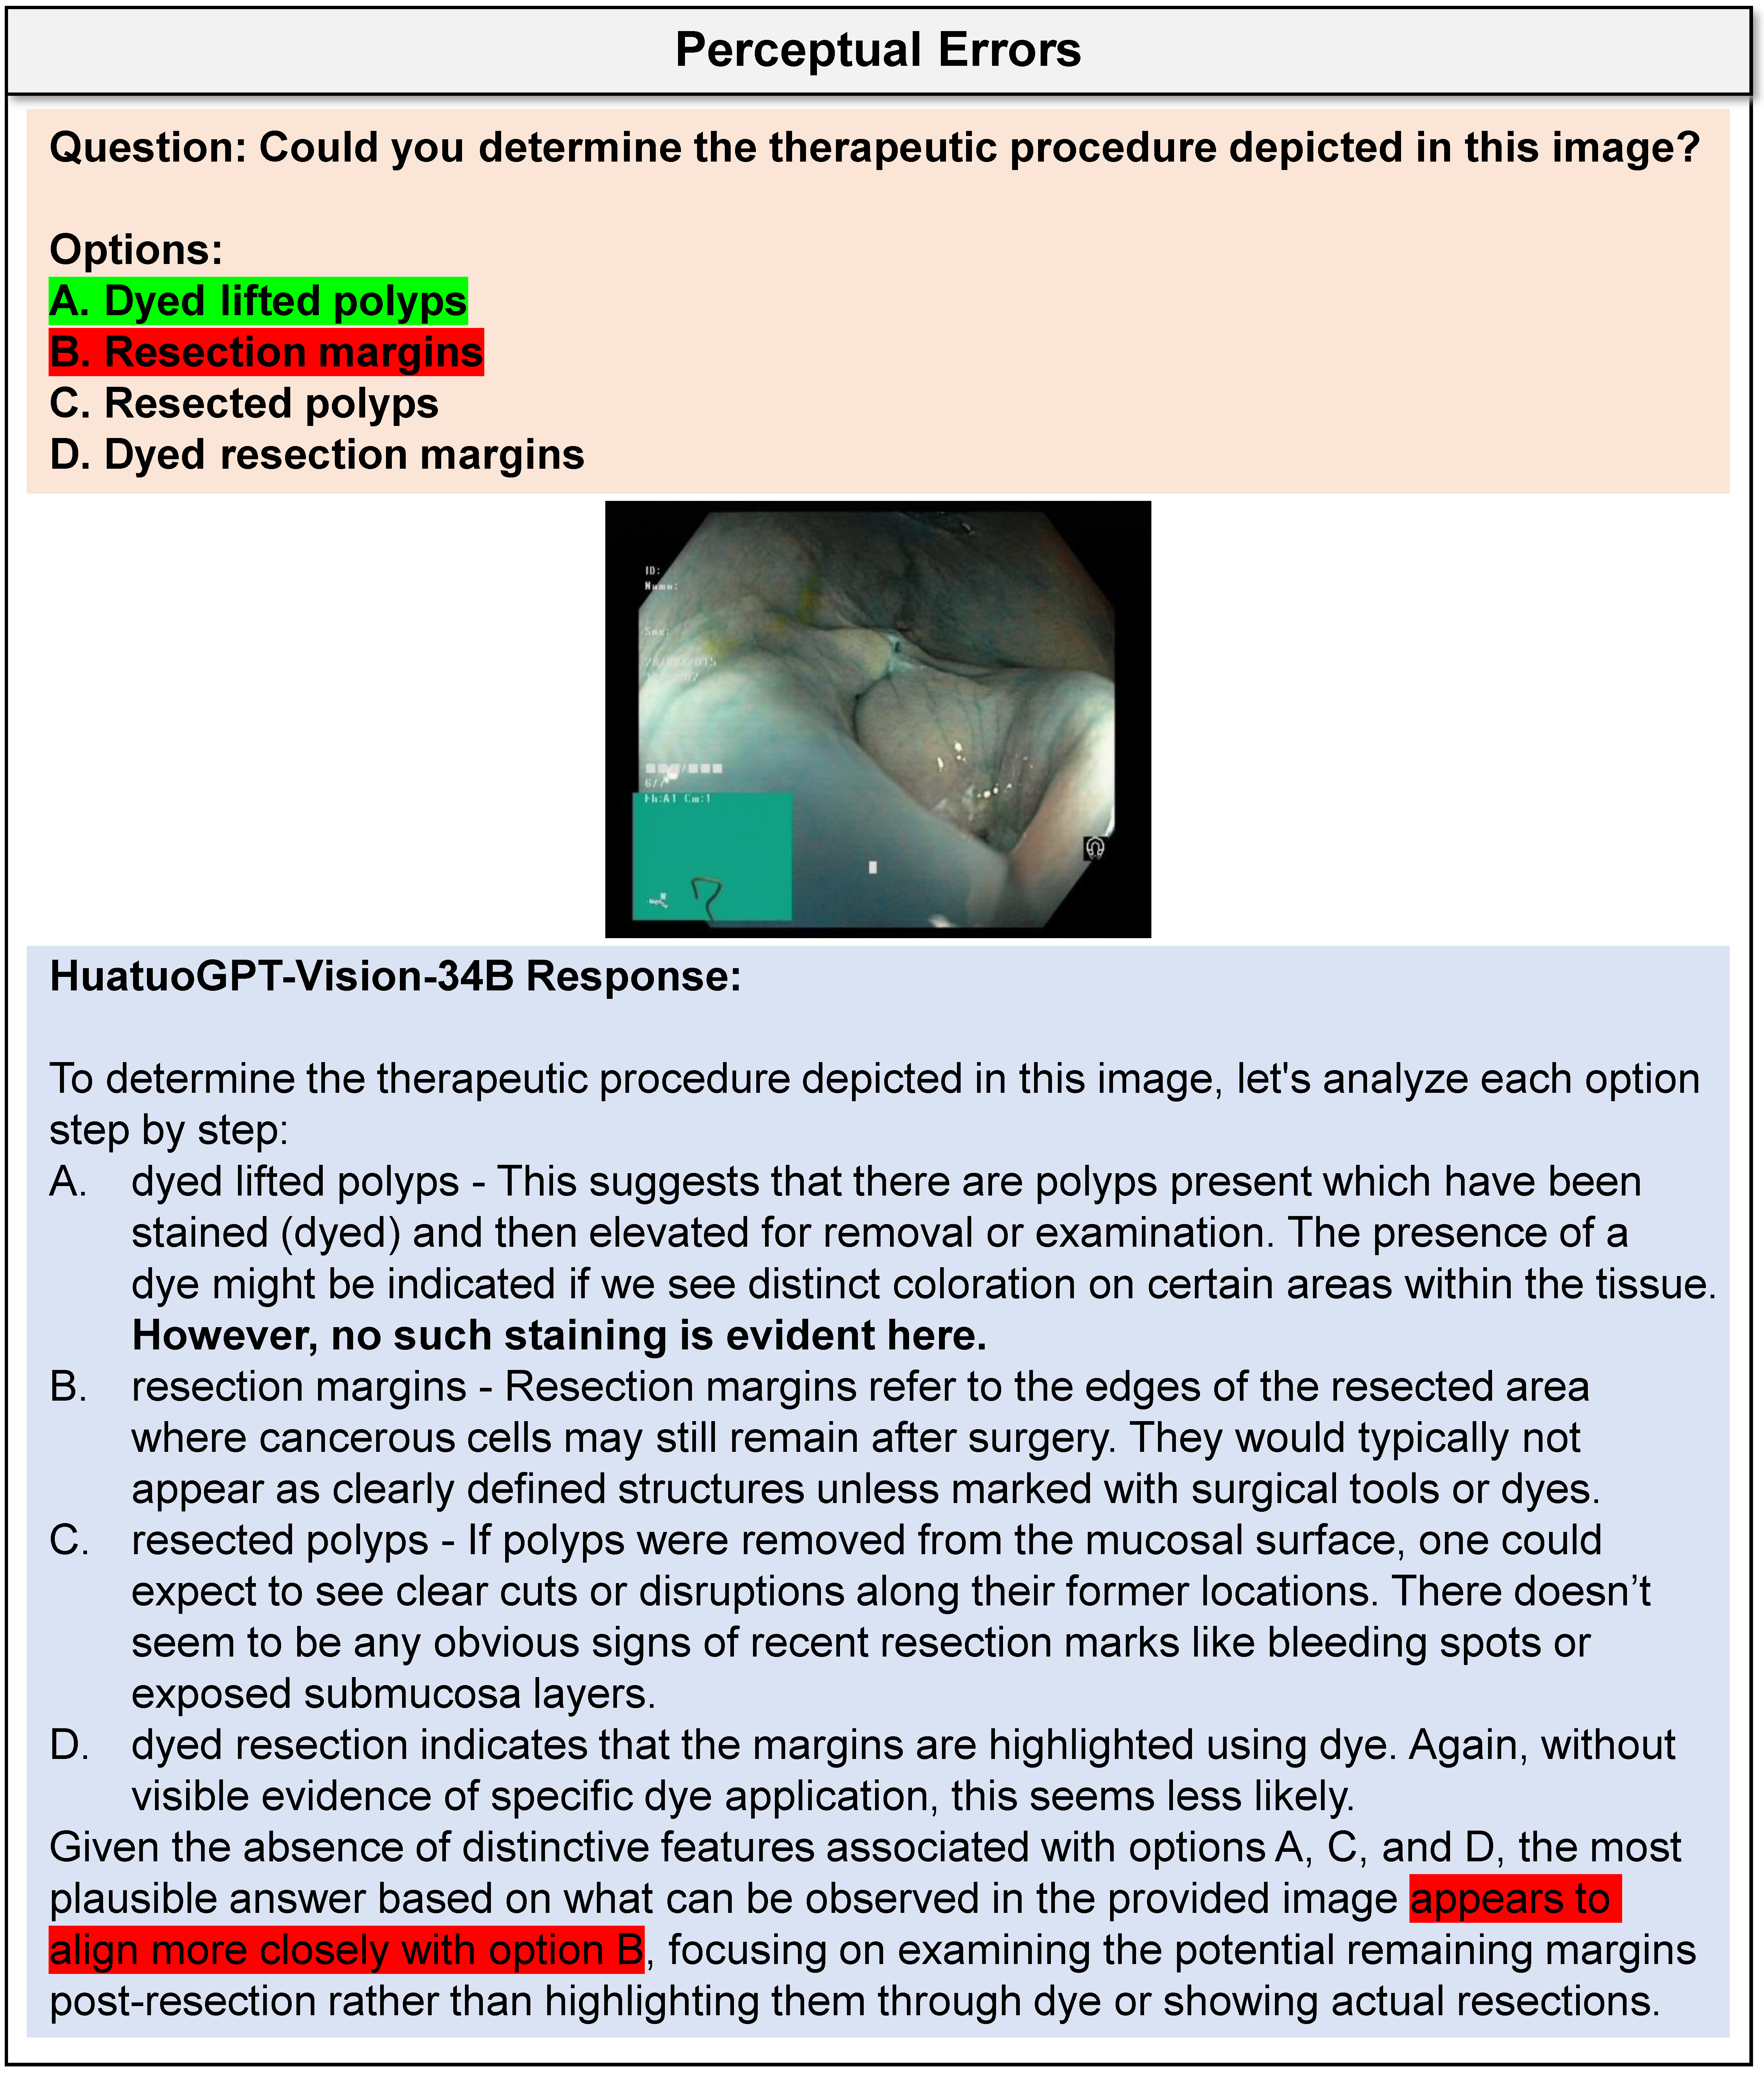 Perceptual Errors
Question: Could you determine the therapeutic procedure depicted in this image?
Options:
A. Dyed lifted polyps
B. Resection margins
C. Resected polyps
D. Dyed resection margins
ID:
Name:
Sex:
6/7
Ph:A1 Cm:1
HuatuoGPT-Vision-34B Response:
To determine the therapeutic procedure depicted in this image, let's analyze each option
step by step:
A. dyed lifted polyps - This suggests that there are polyps present which have been
stained (dyed) and then elevated for removal or examination. The presence of a
dye might be indicated if we see distinct coloration on certain areas within the tissue.
However, no such staining is evident here.
B. resection margins - Resection margins refer to the edges of the resected area
where cancerous cells may still remain after surgery. They would typically not
appear as clearly defined structures unless marked with surgical tools or dyes.
C. resected polyps - If polyps were removed from the mucosal surface, one could
expect to see clear cuts or disruptions along their former locations. There doesn’t
seem to be any obvious signs of recent resection marks like bleeding spots or
exposed submucosa layers.
D. dyed resection indicates that the margins are highlighted using dye. Again, without
visible evidence of specific dye application, this seems less likely.
Given the absence of distinctive features associated with options A, C, and D, the most
plausible answer based on what can be observed in the provided image appears to
align more closely with option B, focusing on examining the potential remaining margins
post-resection rather than highlighting them through dye or showing actual resections.